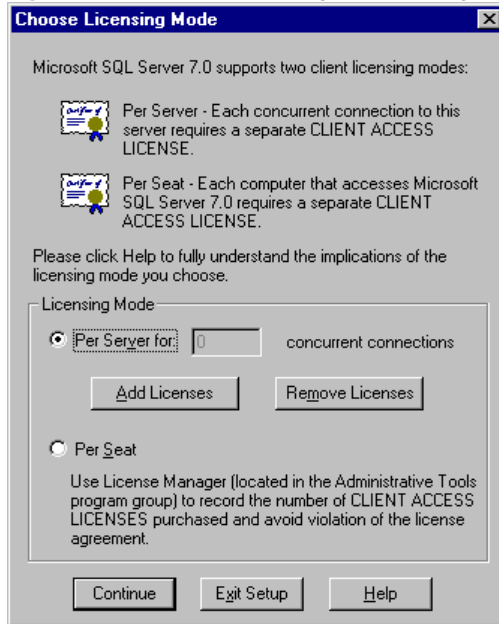 Choose Licensing Mode
Microsoft SQL Server 7.0 supports two client licensing modes:
Per Server - Each concurrent connection to this
server requires a separate CLIENT ACCESS
LICENSE.
Per Seat - Each computer that accesses Microsoft
SQL Server 7.0 requires a separate CLIENT
ACCESS LICENSE.
Please click Help to fully understand the implications of the
licensing mode you choose.
Licensing Mode
Per Server for: 0 concurrent connections
Add Licenses Remove Licenses
Per Seat
Use License Manager (located in the Administrative Tools
program group) to record the number of CLIENT ACCESS
LICENSES purchased and avoid violation of the license
agreement.
Continue Exit Setup Help